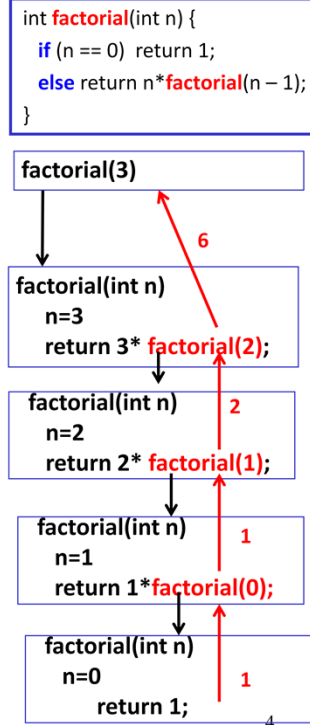 int factorial(int n) {
if (n == 0) return 1;
else return n*factorial(n – 1);
}
factorial(3)
6
factorial(int n)
n=3
return 3* factorial(2);
2
factorial(int n)
n=2
return 2* factorial(1);
1
factorial(int n)
n=1
return 1*factorial(0);
factorial(int n)
n=0
1
return 1;
4